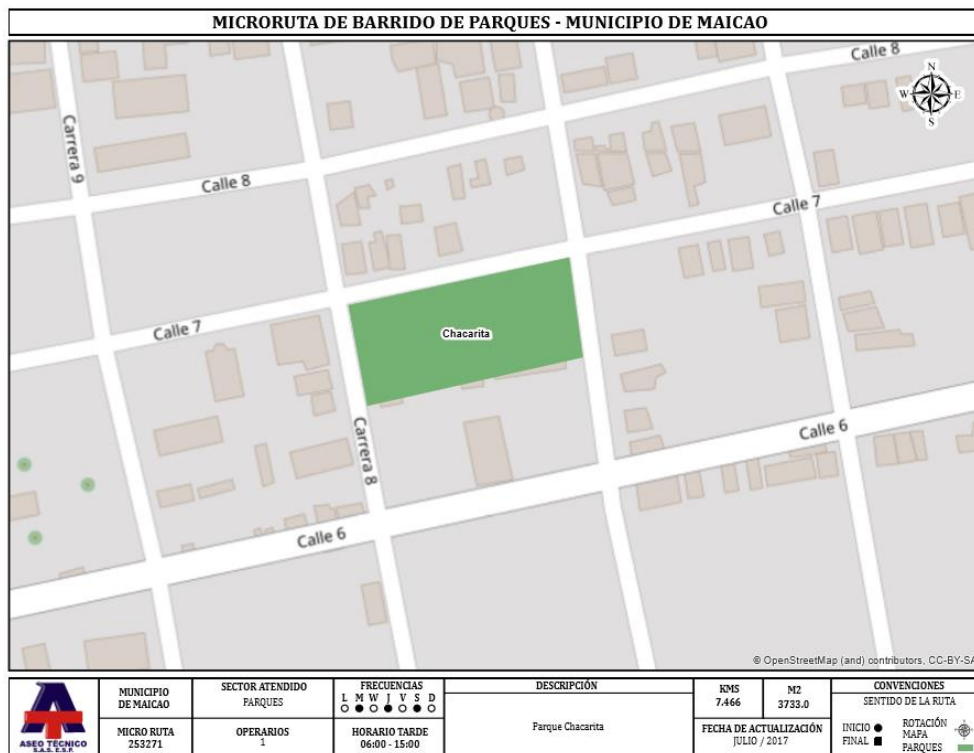 MICRORUTA DE BARRIDO DE PARQUES - MUNICIPIO DE MAICAO
Calle 8
N
W E
S
Carrera 9
Calle 8
Calle 7
Calle 7
Chacarita
Carrera 8
Calle 6
Calle 6
© OpenStreetMap (and) contributors, CC-BY-SA
ASEO TÉCNICO
S.A.S. E.S.P.
MUNICIPIO
DE MAICAO
MICRO RUTA
253271
SECTOR ATENDIDO
PARQUES
OPERARIOS
1
FRECUENCIAS
L M W J V S D
HORARIO TARDE
06:00 - 15:00
DESCRIPCIÓN
Parque Chacarita
KMS
7.466
M2
3733.0
FECHA DE ACTUALIZACIÓN
JULIO / 2017
CONVENCIONES
SENTIDO DE LA RUTA
INICIO
FINAL
ROTACIÓN
MAPA
PARQUES